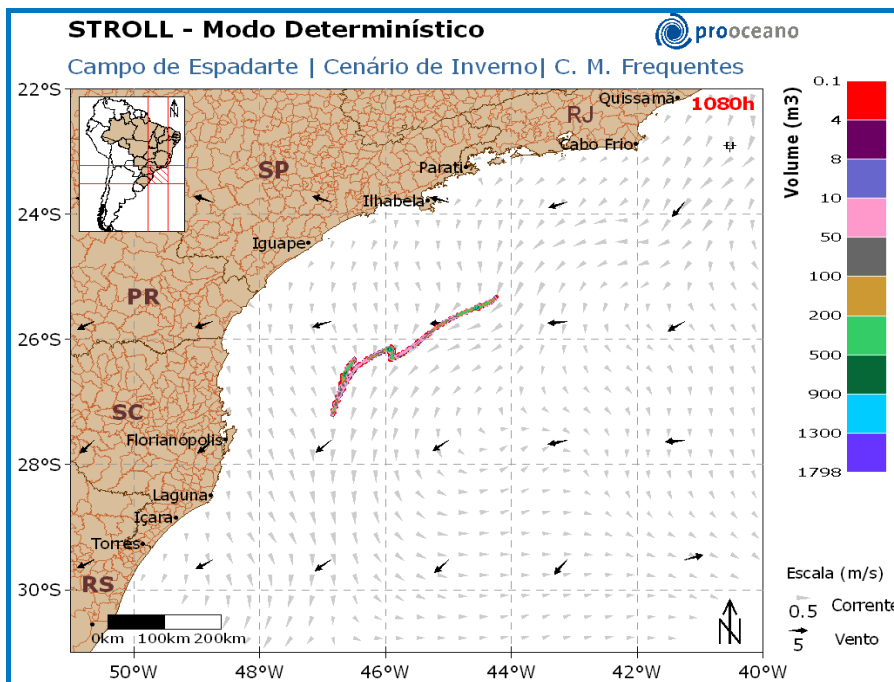 STROLL - Modo Determinístico
prooceano
Campo de Espadarte | Cenário de Inverno| C. M. Frequentes
22°S
24°S
26°S
28°S
30°S
50°W
48°W
46°W
44°W
42°W
40°W
1080h
N
Quissamã
RJ
Cabo Frio
Parati
SP
Ilhabela
Iguape
PR
SC
Florianópolis
Laguna
Içara
Torres
RS
0km 100km 200km
N
Volume (m3)
0.1
4
8
10
50
100
200
500
900
1300
1798
Escala (m/s)
0.5 Corrente
5 Vento